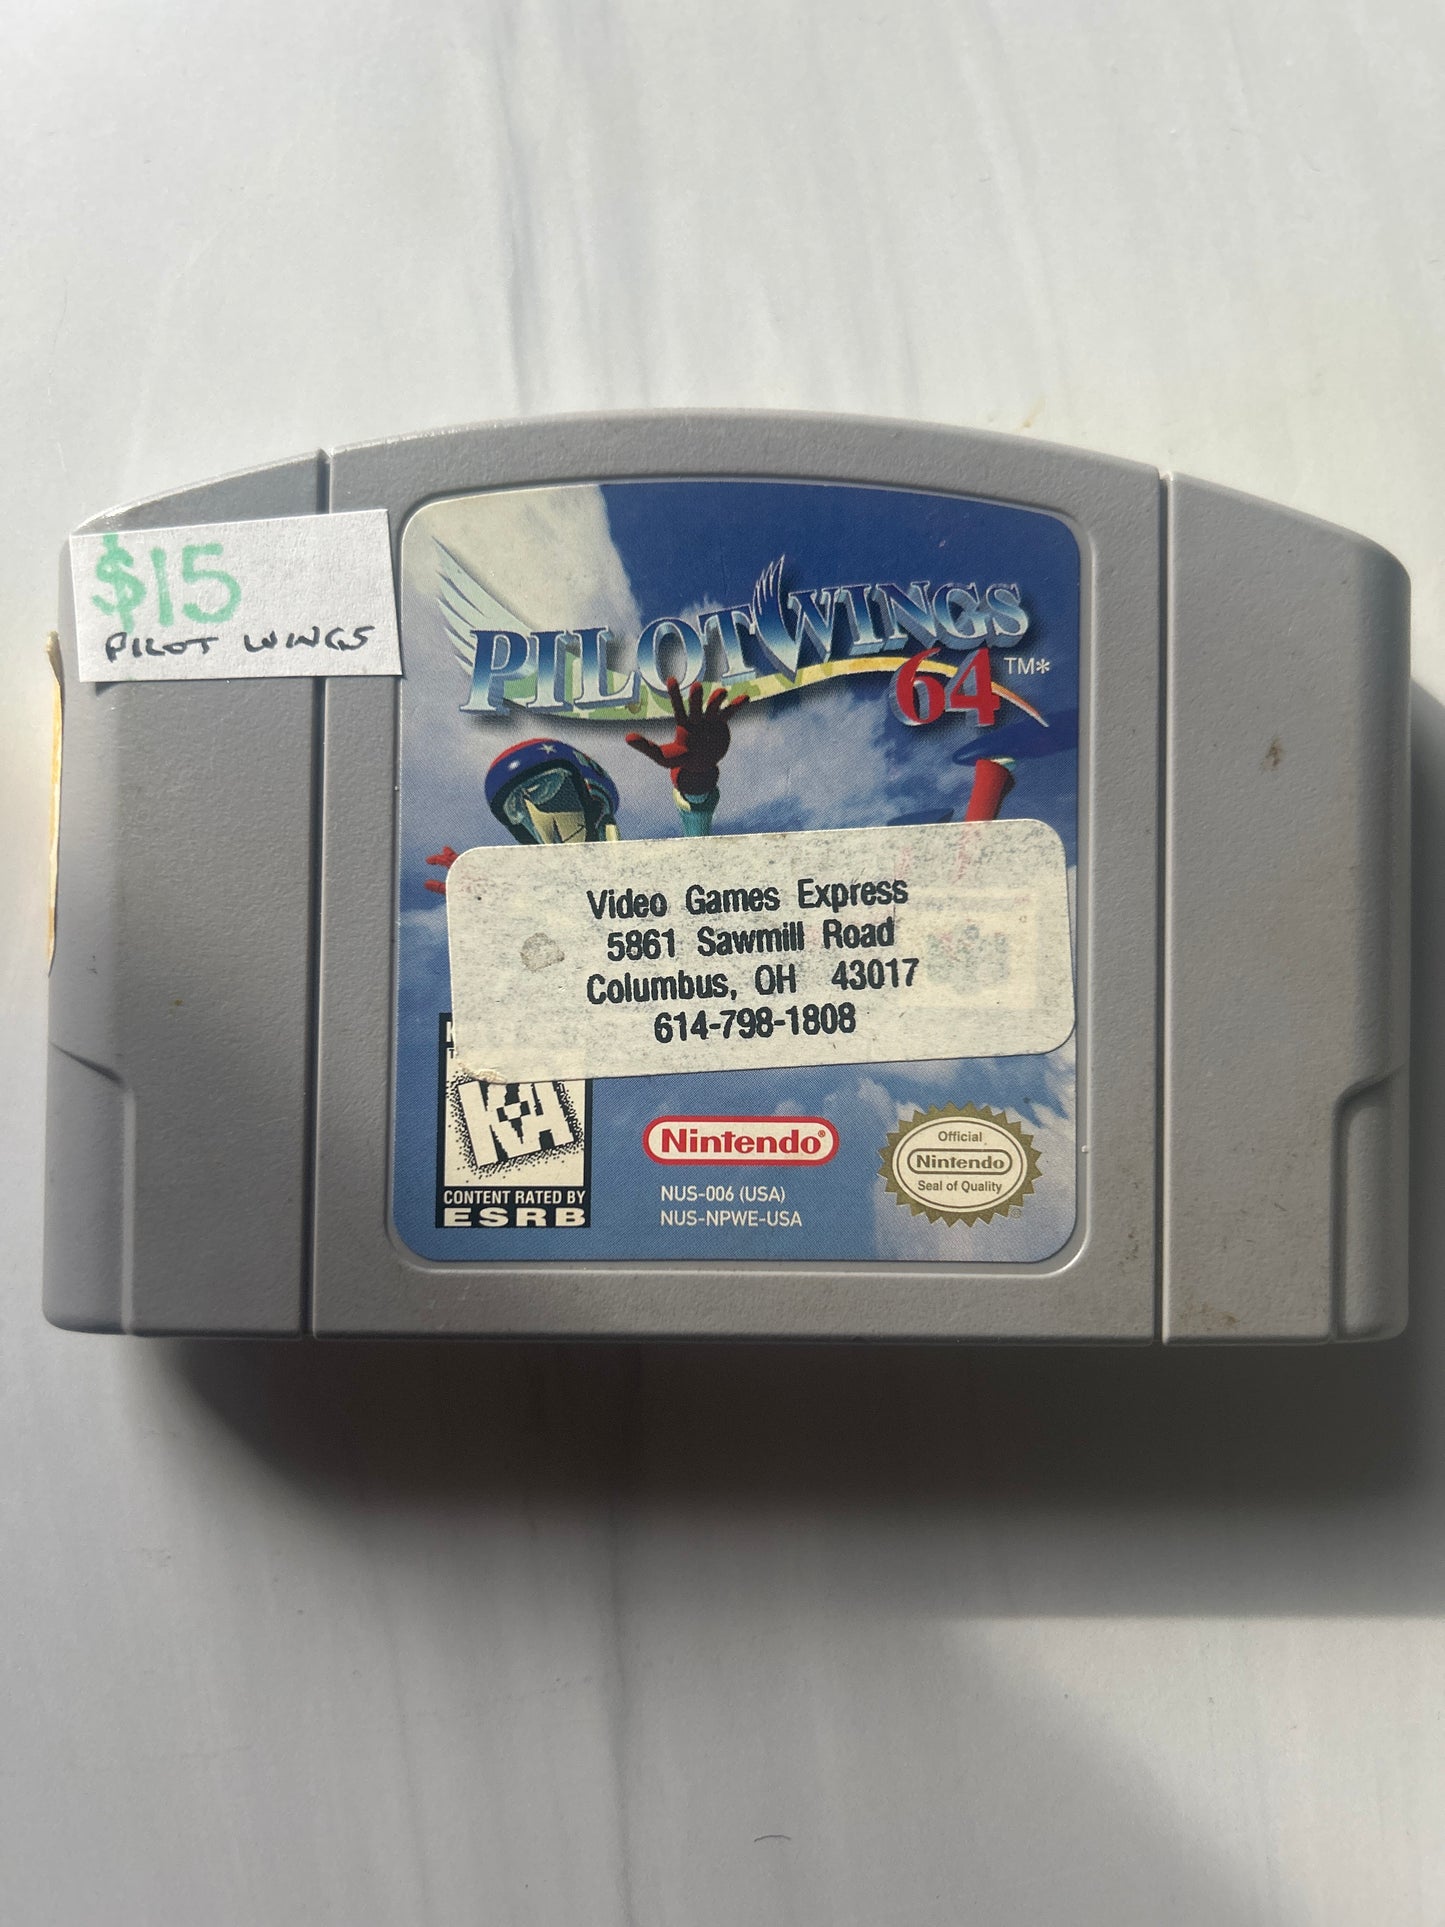 $15
PILOT WINGS
PILOTWINGS
64 TM*
Video Games Express
5861 Sawmill Road
Columbus, OH 43017
614-798-1808
K
T
KA
CONTENT RATED BY
ESRB
Nintendo®
NUS-006 (USA)
NUS-NPWE-USA
Official
Nintendo
Seal of Quality